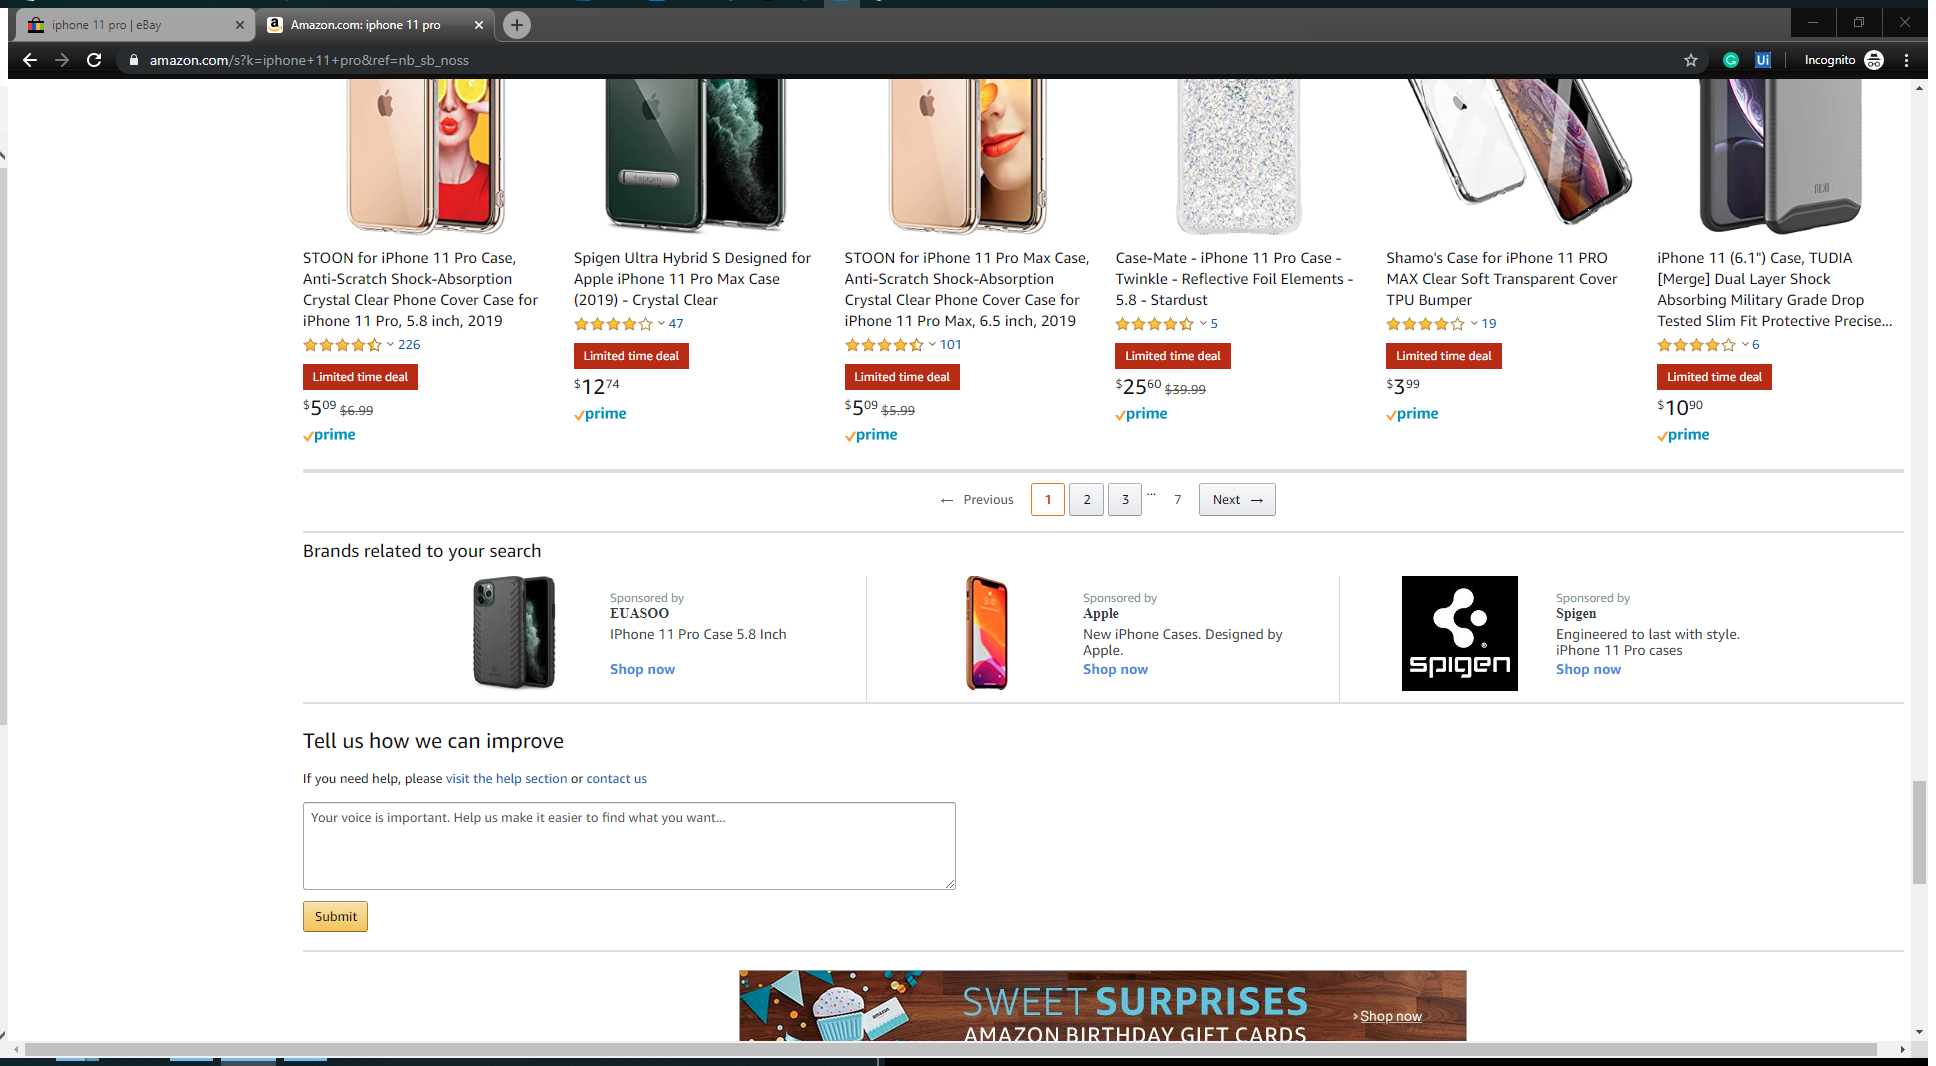 iphone 11 pro | eBay
Amazon.com: iphone 11 pro
amazon.com/s?k=iphone+11+pro&ref=nb_sb_noss
Ui
Incognito
spigen
STOON for iPhone 11 Pro Case,
Anti-Scratch Shock-Absorption
Crystal Clear Phone Cover Case for
iPhone 11 Pro, 5.8 inch, 2019
226
Limited time deal
$509 $6.99
prime
Spigen Ultra Hybrid S Designed for
Apple iPhone 11 Pro Max Case
(2019) - Crystal Clear
47
Limited time deal
$1274
prime
STOON for iPhone 11 Pro Max Case,
Anti-Scratch Shock-Absorption
Crystal Clear Phone Cover Case for
iPhone 11 Pro Max, 6.5 inch, 2019
101
Limited time deal
$509 $5.99
prime
Case-Mate - iPhone 11 Pro Case -
Twinkle - Reflective Foil Elements -
5.8 - Stardust
5
Limited time deal
$2560 $39.99
prime
Shamo's Case for iPhone 11 PRO
MAX Clear Soft Transparent Cover
TPU Bumper
19
Limited time deal
$399
prime
iPhone 11 (6.1") Case, TUDIA
[Merge] Dual Layer Shock
Absorbing Military Grade Drop
Tested Slim Fit Protective Precise...
6
Limited time deal
$1090
prime
← Previous 1 2 3 ... 7 Next →
Brands related to your search
Sponsored by
EUASOO
IPhone 11 Pro Case 5.8 Inch
Shop now
Sponsored by
Apple
New iPhone Cases. Designed by
Apple.
Shop now
spigen
Sponsored by
Spigen
Engineered to last with style.
iPhone 11 Pro cases
Shop now
Tell us how we can improve
If you need help, please visit the help section or contact us
Your voice is important. Help us make it easier to find what you want...
Submit
amazon
SWEET SURPRISES
AMAZON BIRTHDAY GIFT CARDS
› Shop now